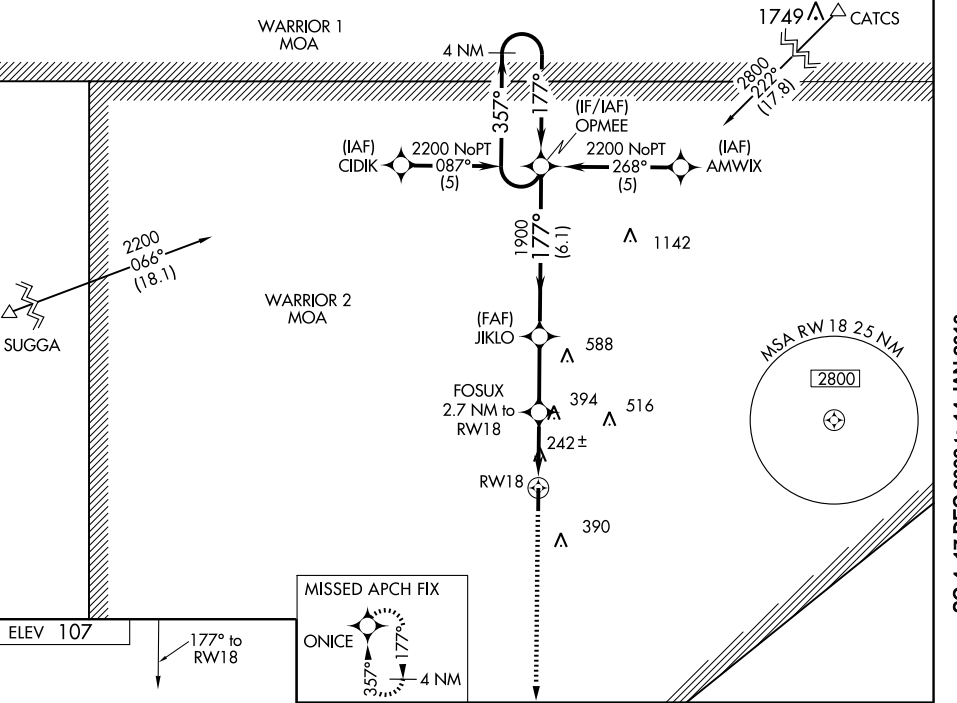 WARRIOR 1
MOA
4 NM
1749
CATCS
2800
222°
(17.8)
357°
177°
(IF/IAF)
OPMEE
(IAF)
CIDIK
2200 NoPT
087°
(5)
2200 NoPT
268°
(5)
(IAF)
AMWIX
1900
177°
(6.1)
1142
2200
066°
(18.1)
SUGGA
WARRIOR 2
MOA
(FAF)
JIKLO
588
MSA RW 18 25 NM
2800
FOSUX
2.7 NM to
RW18
394
516
242±
RW18
390
MISSED APCH FIX
ONICE
177°
357°
4 NM
ELEV 107
177° to
RW18